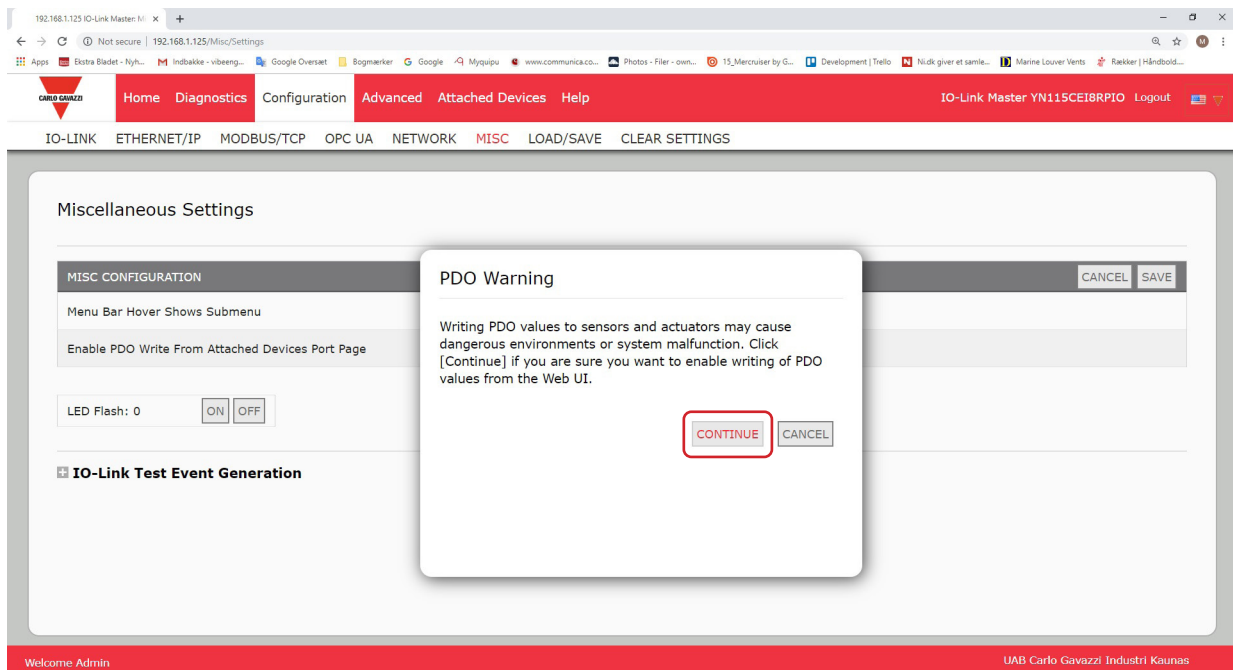 192.168.1.125 IO-Link Master: M
Not secure | 192.168.1.125/Misc/Settings
Apps Ekstra Bladet - Nyh... Indbakke - vibeeng... Google Oversæt Bogmærker Google Myquipu www.communica.co... Photos - Filer - own... 15_Mercruiser by G... Development | Trello Ni.dk giver et samle... Marine Louver Vents Rækker | Håndbold....
CARLO GAVAZZI Home Diagnostics Configuration Advanced Attached Devices Help IO-Link Master YN115CEI8RPIO Logout
IO-LINK ETHERNET/IP MODBUS/TCP OPC UA NETWORK MISC LOAD/SAVE CLEAR SETTINGS
Miscellaneous Settings
MISC CONFIGURATION CANCEL SAVE
Menu Bar Hover Shows Submenu
Enable PDO Write From Attached Devices Port Page
LED Flash: 0 ON OFF
IO-Link Test Event Generation
PDO Warning
Writing PDO values to sensors and actuators may cause
dangerous environments or system malfunction. Click
[Continue] if you are sure you want to enable writing of PDO
values from the Web UI.
CONTINUE CANCEL
Welcome Admin UAB Carlo Gavazzi Industri Kaunas